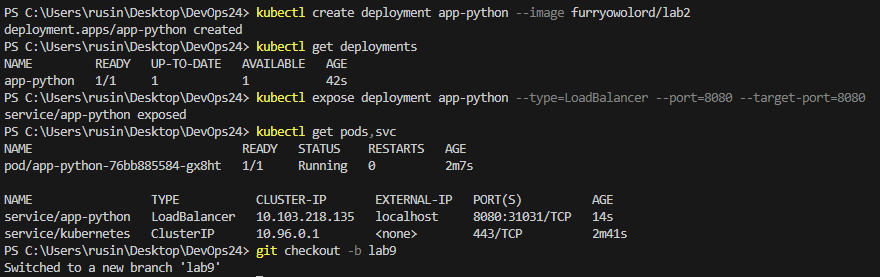 PS C:\Users\rusin\Desktop\DevOps24> kubectl create deployment app-python --image furryowolord/lab2
deployment.apps/app-python created
PS C:\Users\rusin\Desktop\DevOps24> kubectl get deployments
NAME         READY   UP-TO-DATE   AVAILABLE   AGE
app-python   1/1     1            1           42s
PS C:\Users\rusin\Desktop\DevOps24> kubectl expose deployment app-python --type=LoadBalancer --port=8080 --target-port=8080
service/app-python exposed
PS C:\Users\rusin\Desktop\DevOps24> kubectl get pods,svc
NAME                              READY   STATUS    RESTARTS   AGE
pod/app-python-76bb885584-gx8ht   1/1     Running   0          2m7s
NAME                 TYPE           CLUSTER-IP      EXTERNAL-IP   PORT(S)          AGE
service/app-python   LoadBalancer   10.103.218.135   localhost     8080:31031/TCP   14s
service/kubernetes   ClusterIP      10.96.0.1        <none>        443/TCP          2m41s
PS C:\Users\rusin\Desktop\DevOps24> git checkout -b lab9
Switched to a new branch 'lab9'